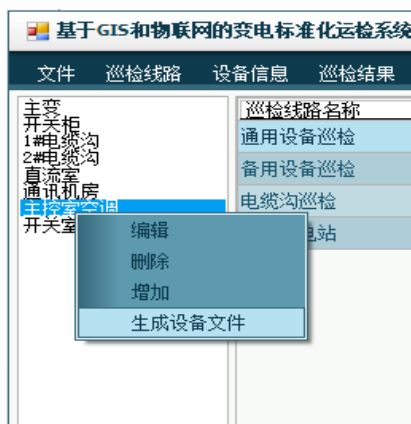 基于GIS和物联网的变电标准化运检系统
文件 巡检线路 设备信息 巡检结果
主变
开关柜
1#电缆沟
2#电缆沟
直流室
通讯机房
主控室空调
开关室
巡检线路名称
通用设备巡检
备用设备巡检
电缆沟巡检
电站
编辑
删除
增加
生成设备文件